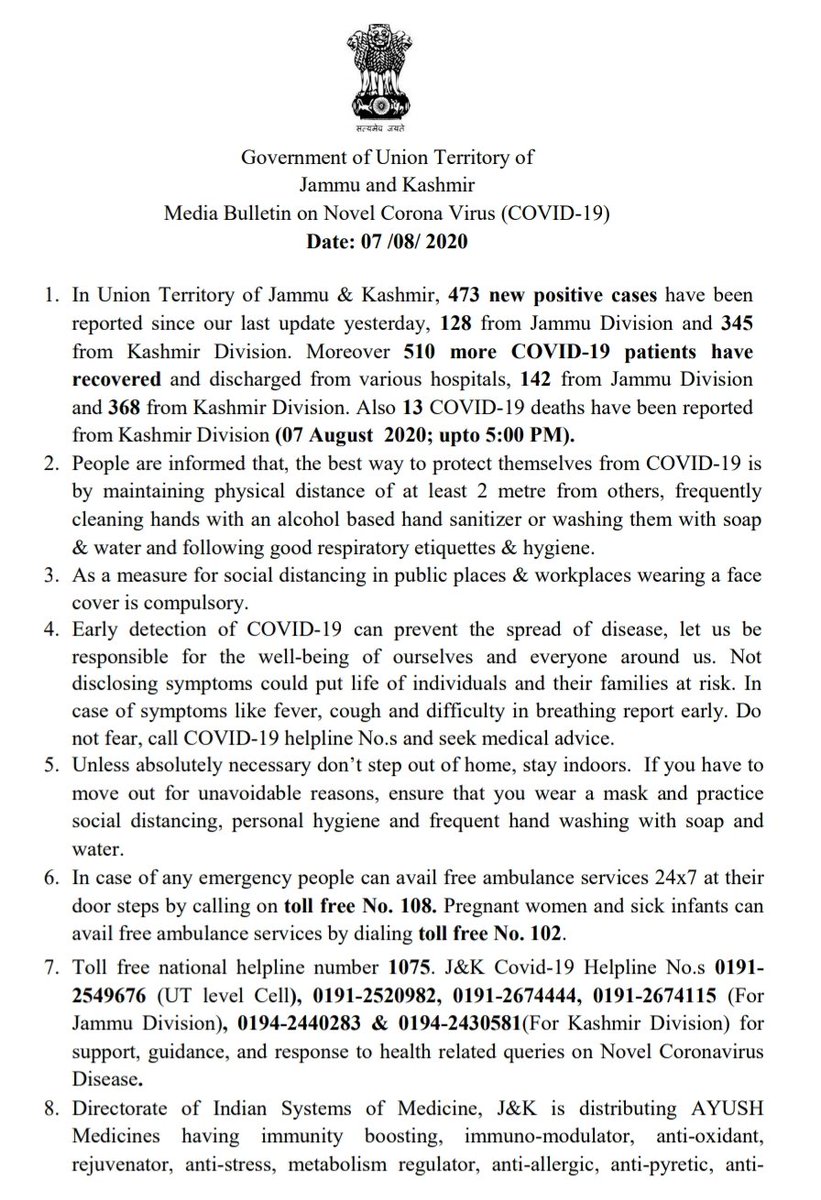 सत्यमेव जयते
Government of Union Territory of
Jammu and Kashmir
Media Bulletin on Novel Corona Virus (COVID-19)
Date: 07 /08/ 2020
1. In Union Territory of Jammu & Kashmir, 473 new positive cases have been
reported since our last update yesterday, 128 from Jammu Division and 345
from Kashmir Division. Moreover 510 more COVID-19 patients have
recovered and discharged from various hospitals, 142 from Jammu Division
and 368 from Kashmir Division. Also 13 COVID-19 deaths have been reported
from Kashmir Division (07 August 2020; upto 5:00 PM).
2. People are informed that, the best way to protect themselves from COVID-19 is
by maintaining physical distance of at least 2 metre from others, frequently
cleaning hands with an alcohol based hand sanitizer or washing them with soap
& water and following good respiratory etiquettes & hygiene.
3. As a measure for social distancing in public places & workplaces wearing a face
cover is compulsory.
4. Early detection of COVID-19 can prevent the spread of disease, let us be
responsible for the well-being of ourselves and everyone around us. Not
disclosing symptoms could put life of individuals and their families at risk. In
case of symptoms like fever, cough and difficulty in breathing report early. Do
not fear, call COVID-19 helpline No.s and seek medical advice.
5. Unless absolutely necessary don’t step out of home, stay indoors. If you have to
move out for unavoidable reasons, ensure that you wear a mask and practice
social distancing, personal hygiene and frequent hand washing with soap and
water.
6. In case of any emergency people can avail free ambulance services 24x7 at their
door steps by calling on toll free No. 108. Pregnant women and sick infants can
avail free ambulance services by dialing toll free No. 102.
7. Toll free national helpline number 1075. J&K Covid-19 Helpline No.s 0191-
2549676 (UT level Cell), 0191-2520982, 0191-2674444, 0191-2674115 (For
Jammu Division), 0194-2440283 & 0194-2430581(For Kashmir Division) for
support, guidance, and response to health related queries on Novel Coronavirus
Disease.
8. Directorate of Indian Systems of Medicine, J&K is distributing AYUSH
Medicines having immunity boosting, immuno-modulator, anti-oxidant,
rejuvenator, anti-stress, metabolism regulator, anti-allergic, anti-pyretic, anti-